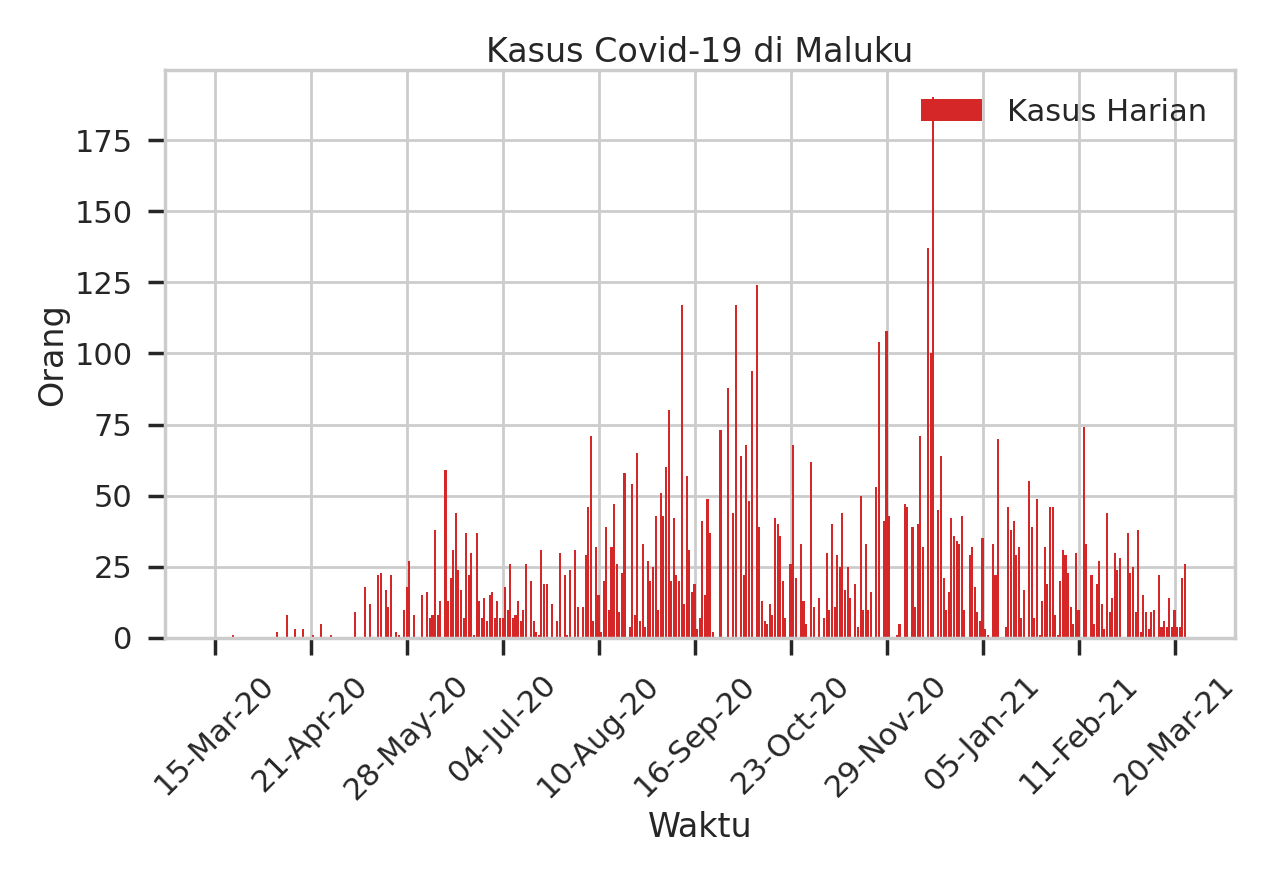 Kasus Covid-19 di Maluku
Kasus Harian
Orang
175
150
125
100
75
50
25
0
15-Mar-20
21-Apr-20
28-May-20
04-Jul-20
10-Aug-20
16-Sep-20
23-Oct-20
29-Nov-20
05-Jan-21
11-Feb-21
20-Mar-21
Waktu